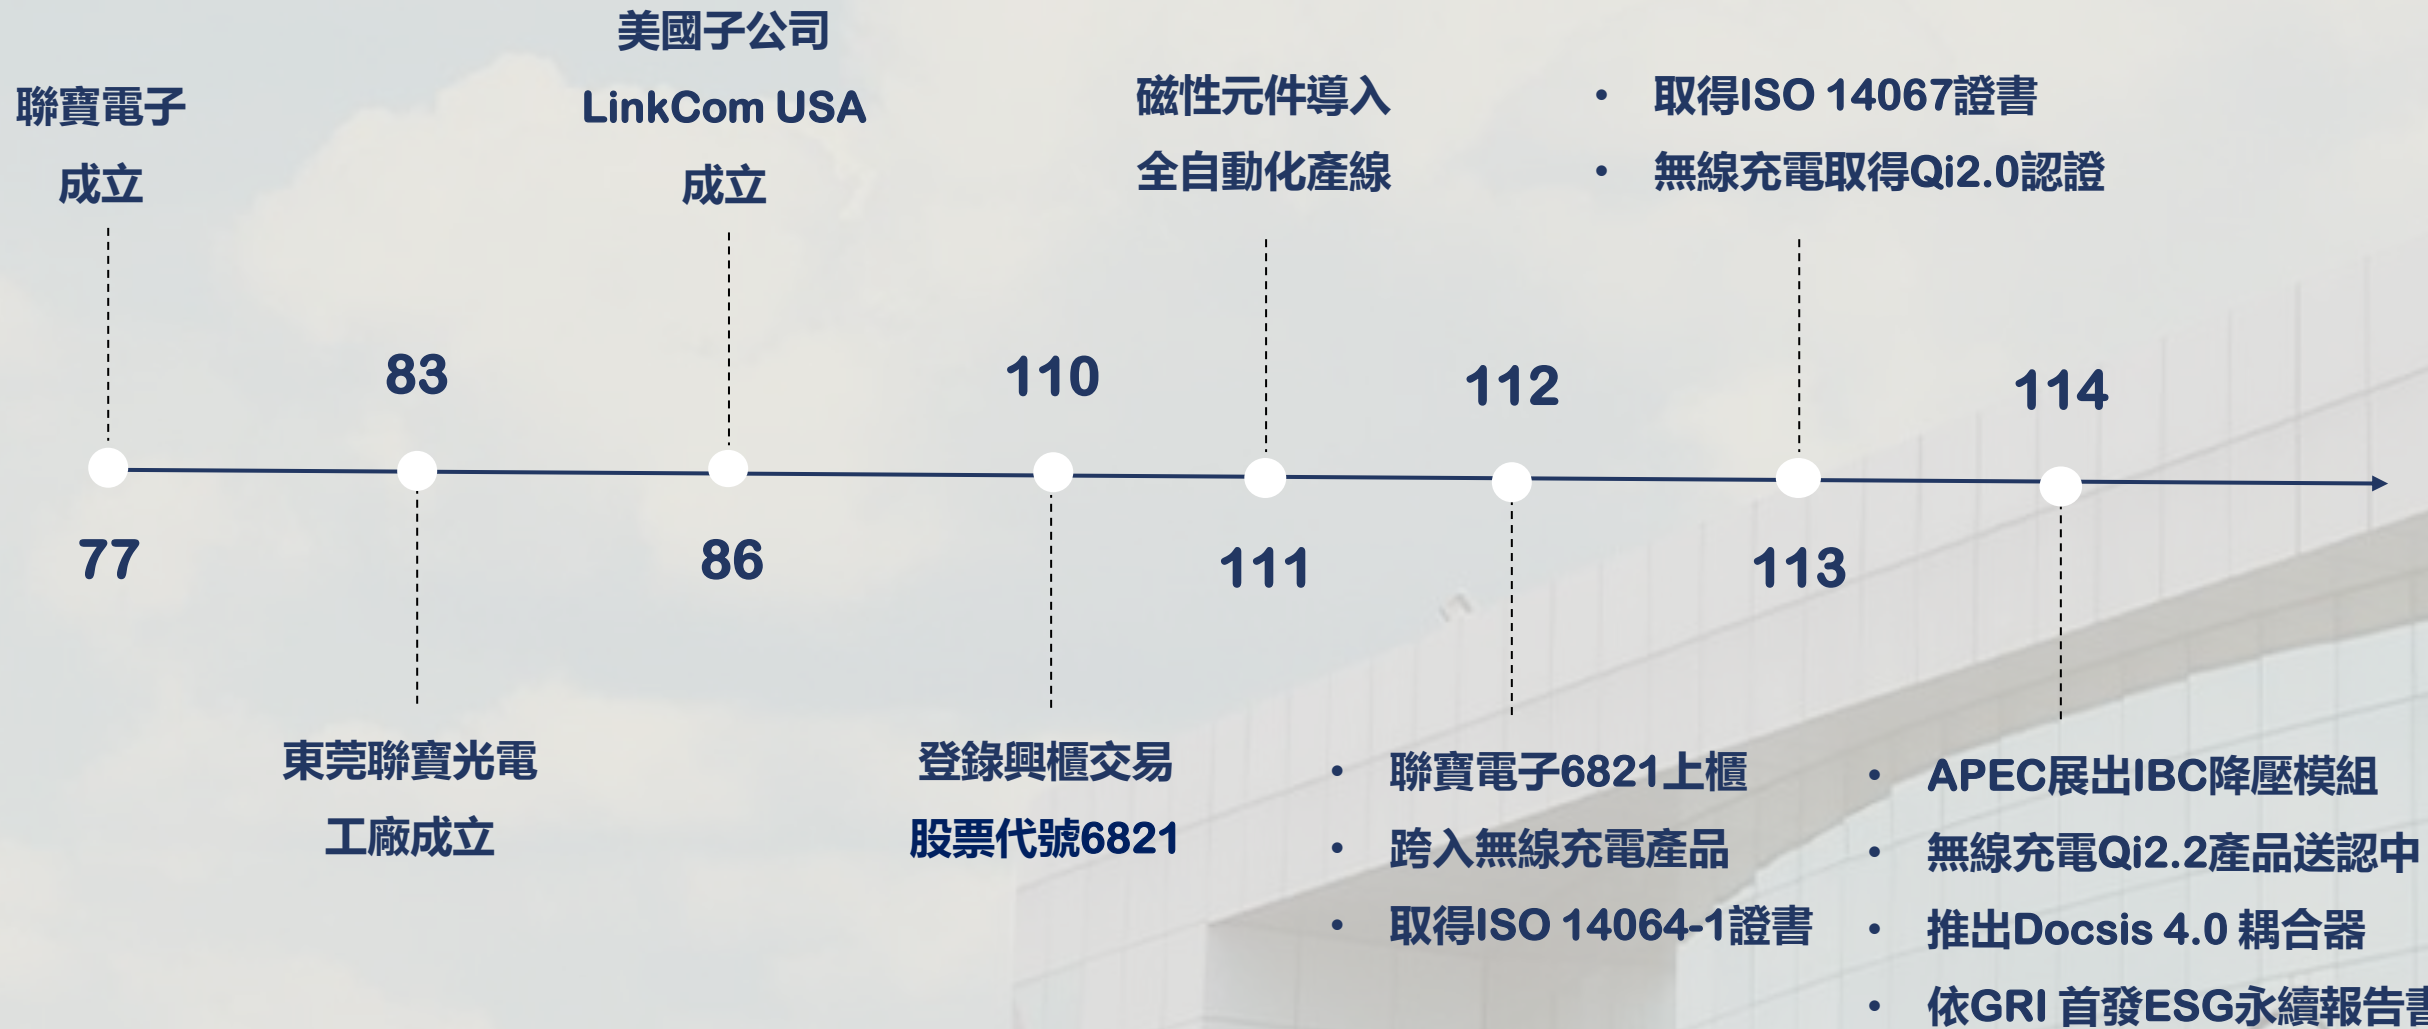 聯寶電子
成立
77
83
東莞聯寶光電
工廠成立
美國子公司
LinkCom USA
成立
86
110
登錄興櫃交易
股票代號6821
磁性元件導入
全自動化產線
111
112
• 聯寶電子6821上櫃
• 跨入無線充電產品
• 取得ISO 14064-1證書
• 取得ISO 14067證書
• 無線充電取得Qi2.0認證
113
114
• APEC展出IBC降壓模組
• 無線充電Qi2.2產品送認中
• 推出Docsis 4.0 耦合器
• 依GRI 首發ESG永續報告書